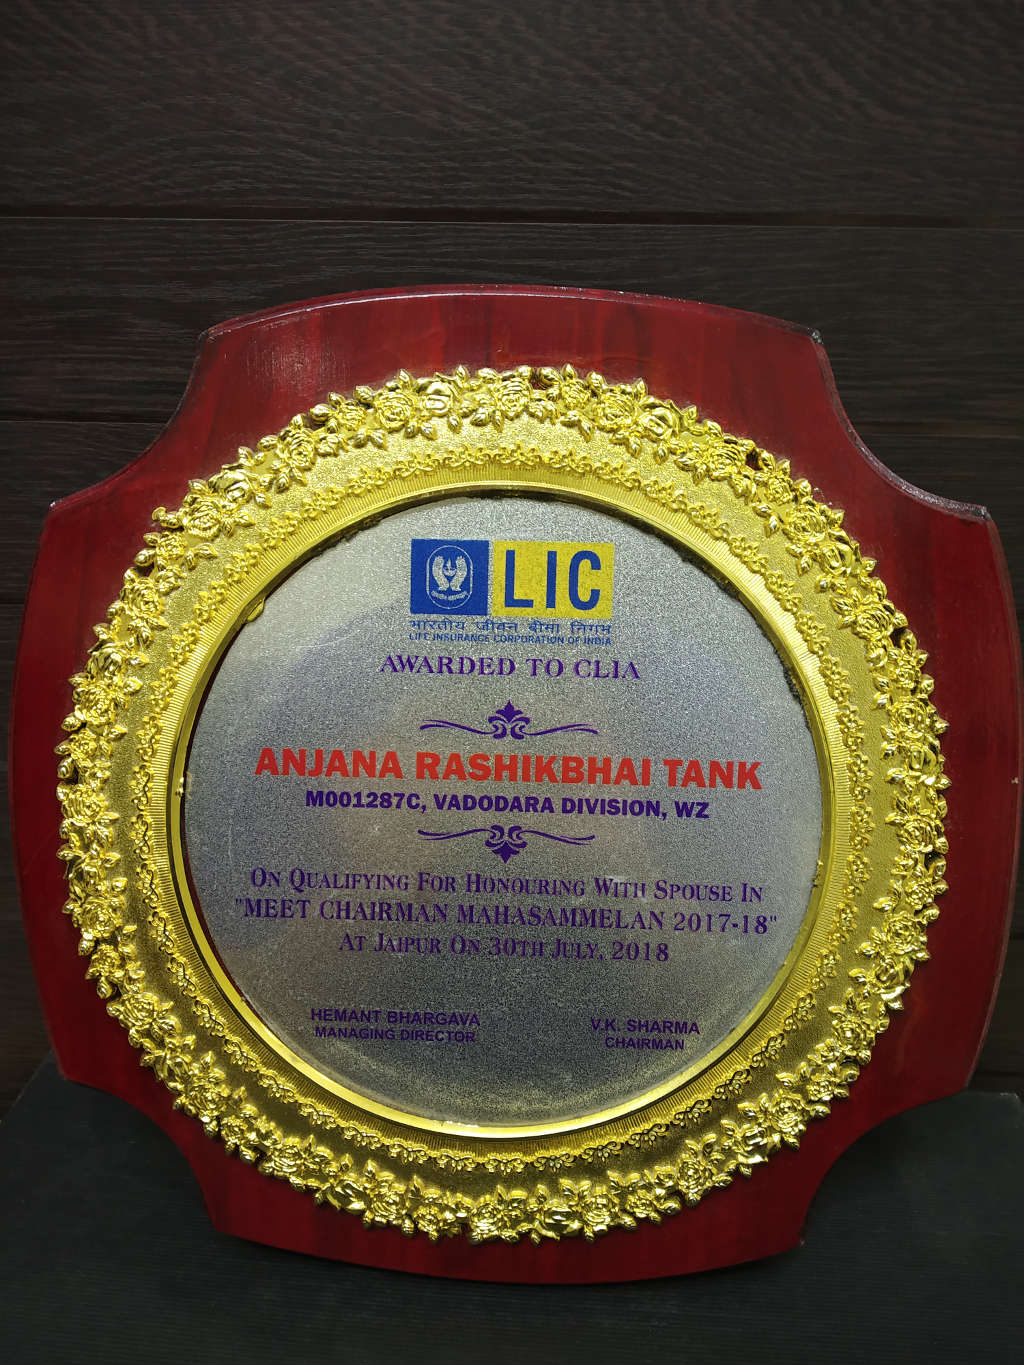 LIC
भारतीय जीवन बीमा निगम
LIFE INSURANCE CORPORATION OF INDIA
AWARDED TO CLIA
ANJANA RASHIKBHAI TANK
M001287C, VADODARA DIVISION, WZ
ON QUALIFYING FOR HONOURING WITH SPOUSE IN
"MEET CHAIRMAN MAHASAMMELAN 2017-18"
AT JAIPUR ON 30TH JULY, 2018
HEMANT BHARGAVA
MANAGING DIRECTOR
V.K. SHARMA
CHAIRMAN